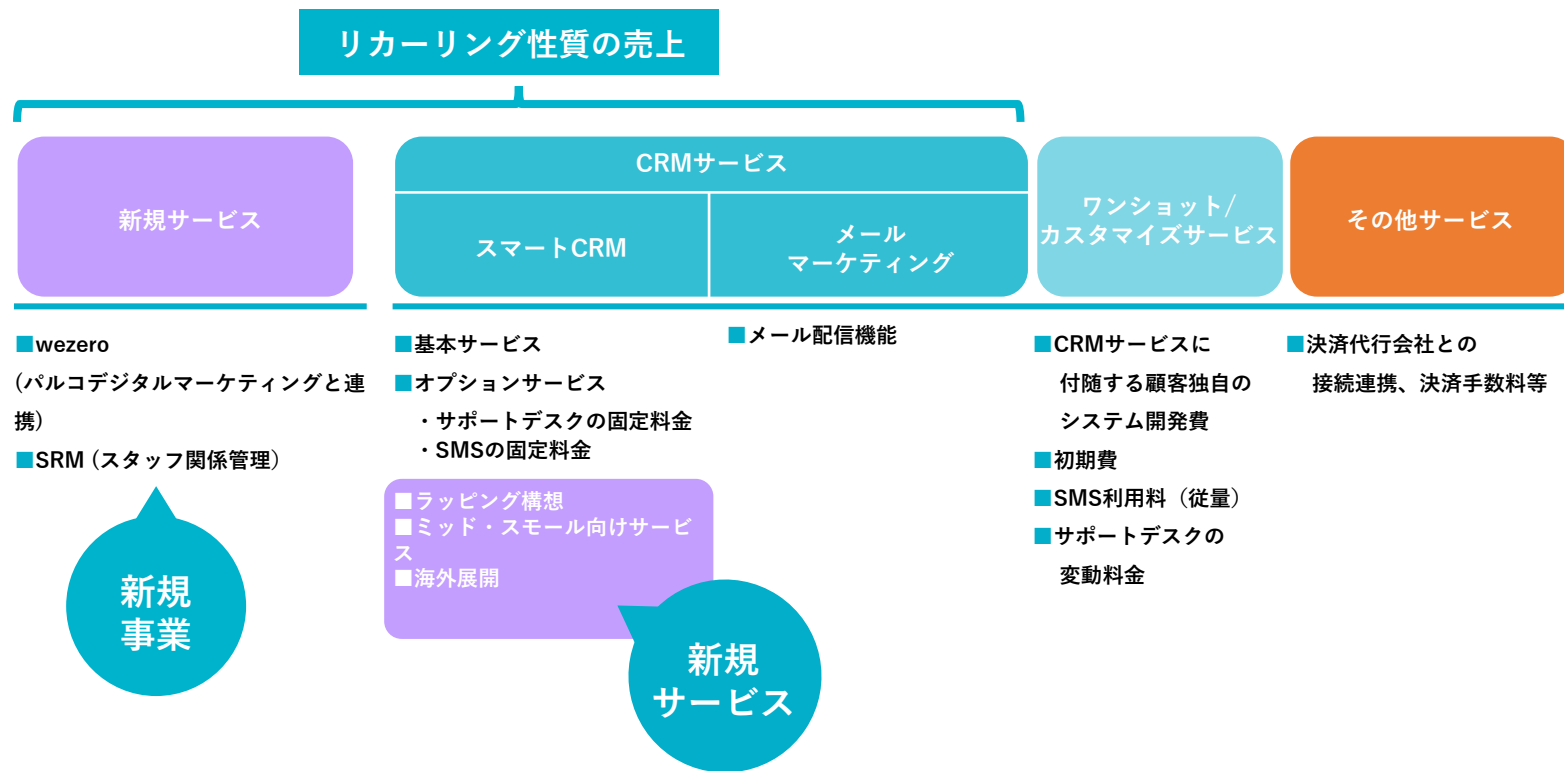 リカーリング性質の売上
新規サービス
CRMサービス
スマートCRM
メール
マーケティング
ワンショット/
カスタマイズサービス
その他サービス
■wezero
(パルコデジタルマーケティングと連
携)
■SRM (スタッフ関係管理)
新規
事業
■基本サービス
■オプションサービス
・サポートデスクの固定料金
・SMSの固定料金
■ラッピング構想
■ミッド・スモール向けサービ
ス
■海外展開
新規
サービス
■メール配信機能
■CRMサービスに
付随する顧客独自の
システム開発費
■初期費
■SMS利用料（従量）
■サポートデスクの
変動料金
■決済代行会社との
接続連携、決済手数料等